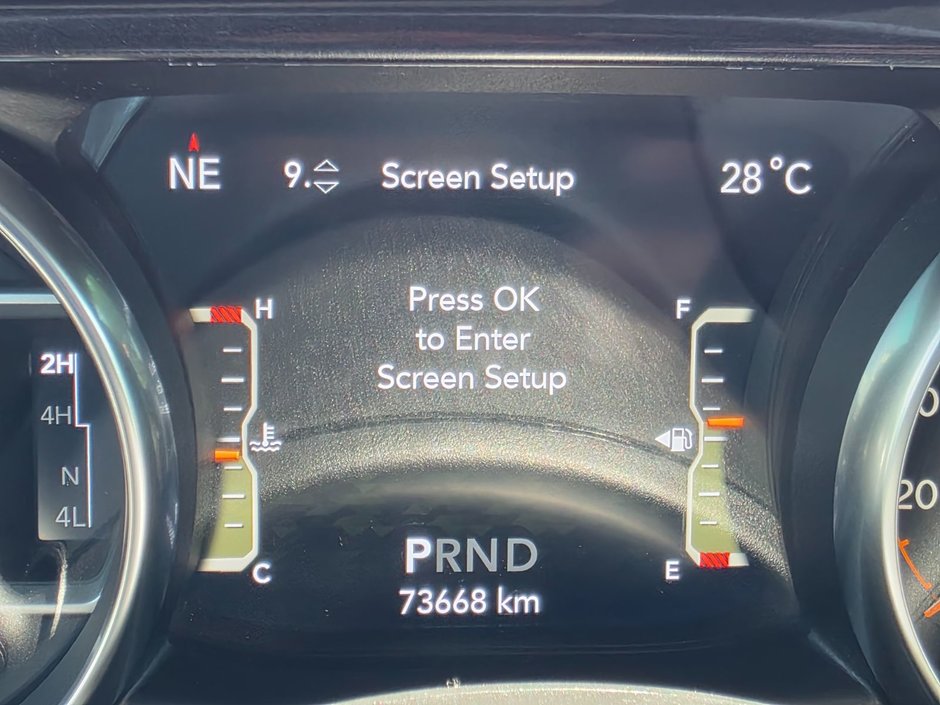 NE
9.
Screen Setup
28°C
H
Press OK
to Enter
Screen Setup
F
2H
4H
N
4L
C
E
PRND
73668 km
20